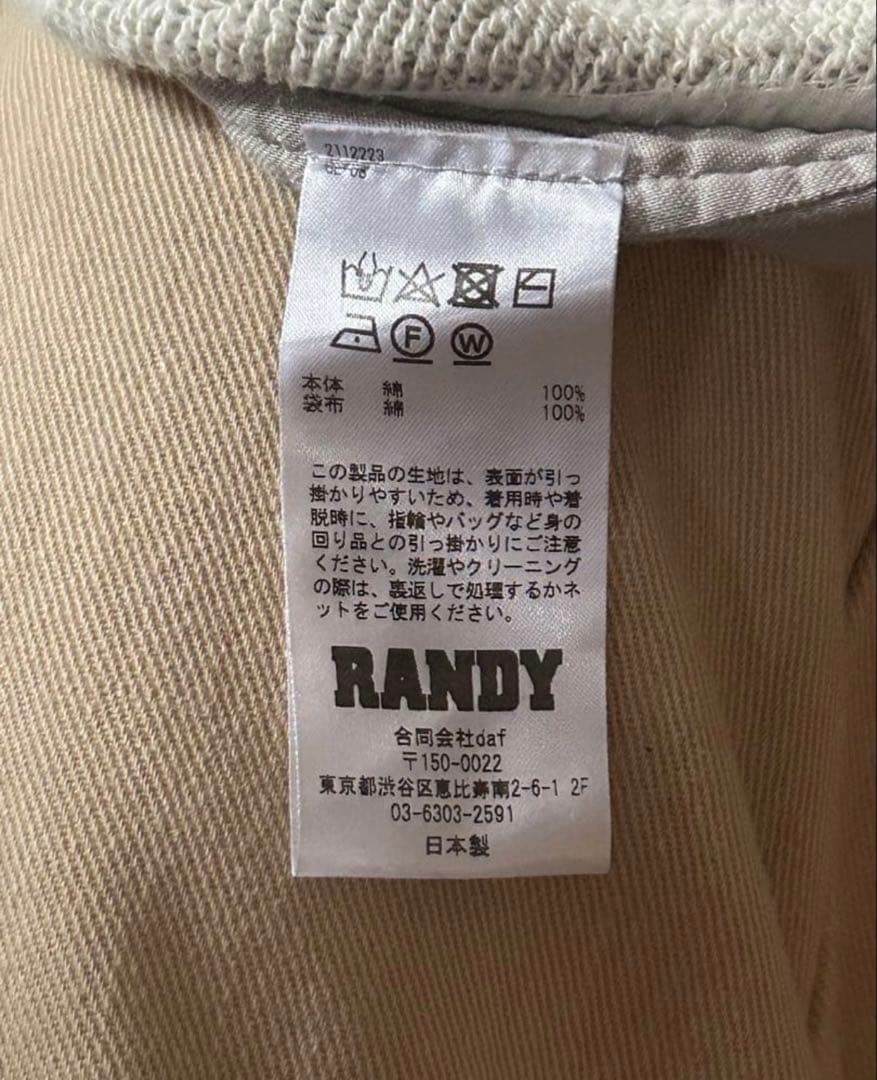 2112223
F
W
本体 綿 100%
袋布 綿 100%
この製品の生地は、表面が引っ
掛かりやすいため、着用時や着
脱時に、指輪やバッグなど身の
回り品との引っ掛かりにご注意
ください。洗濯やクリーニング
の際は、裏返しで処理するかネ
ットをご使用ください。
RANDY
合同会社daf
〒150-0022
東京都渋谷区恵比寿南2-6-1 2F
03-6303-2591
日本製